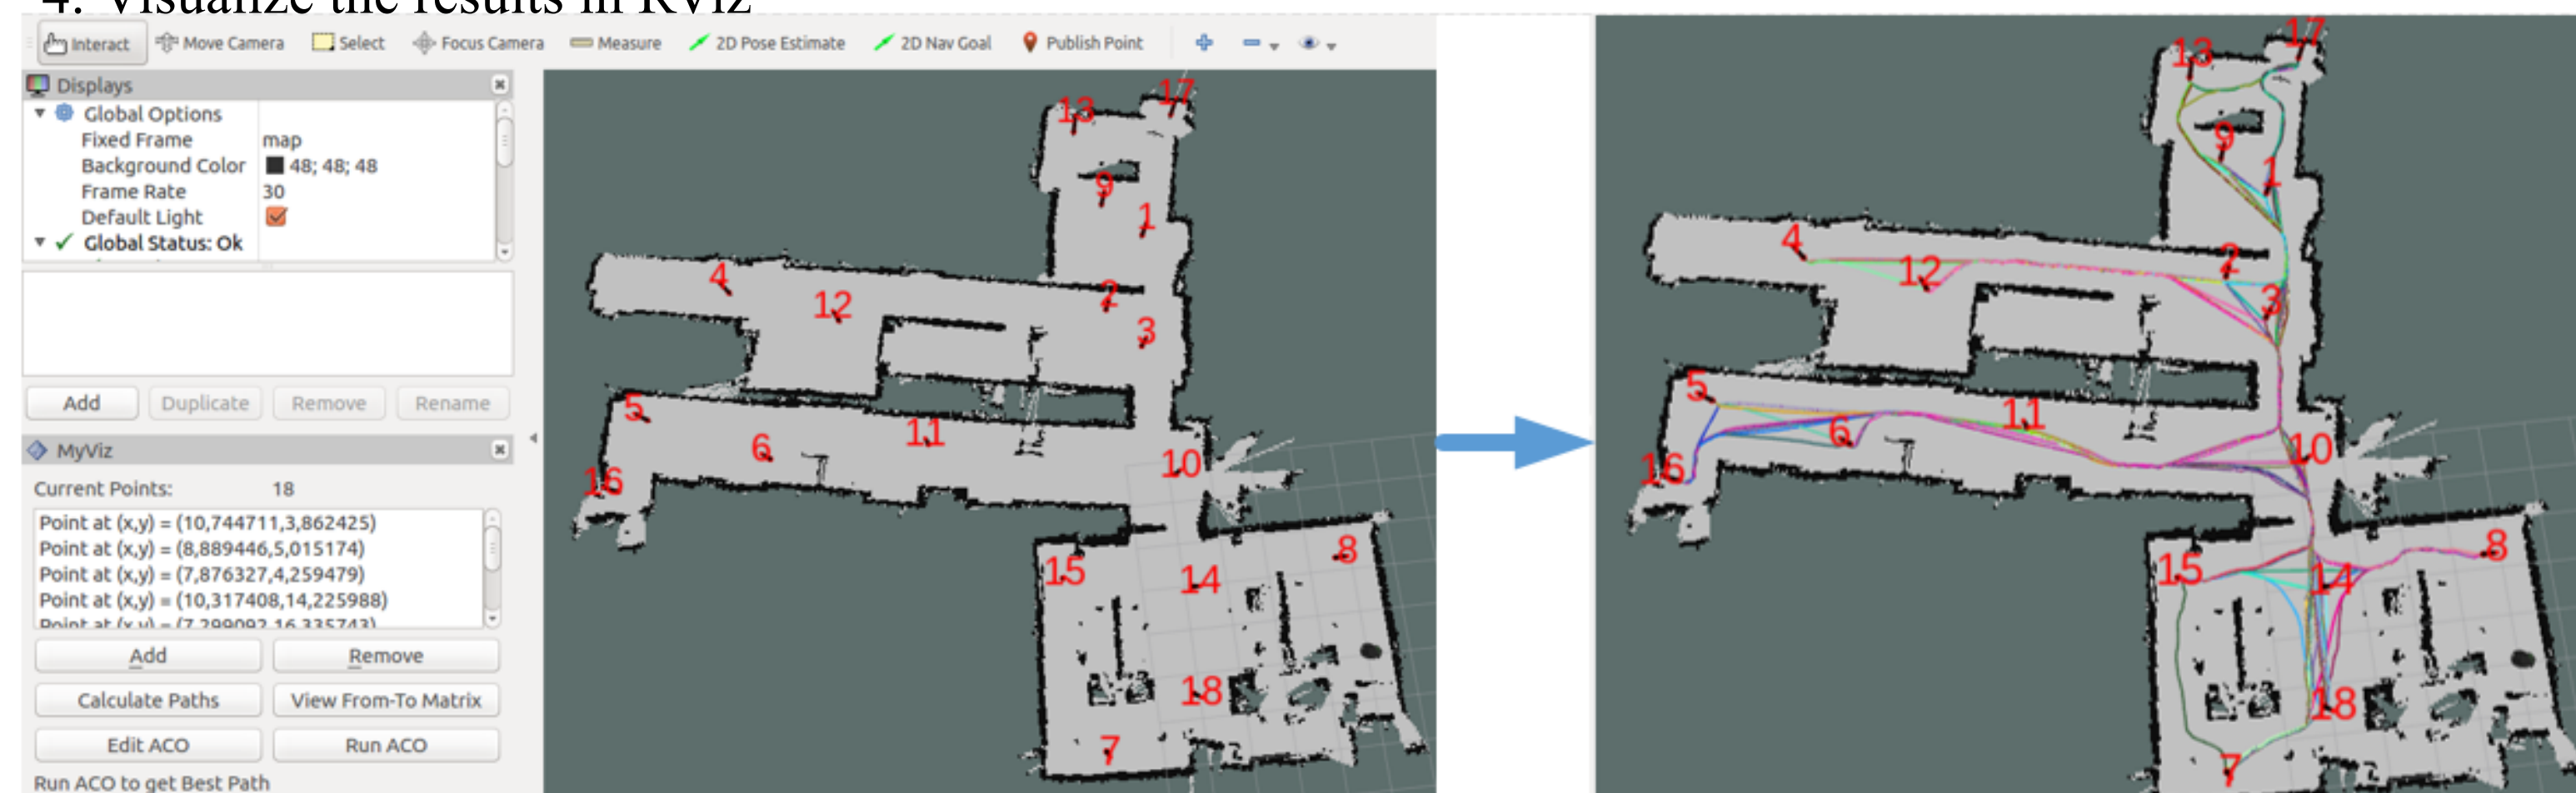 4. Visualize the results in RViz
Interact Move Camera Select Focus Camera Measure 2D Pose Estimate 2D Nav Goal Publish Point
Displays
Global Options
Fixed Frame map
Background Color 48; 48; 48
Frame Rate 30
Default Light
Global Status: Ok
Add Duplicate Remove Rename
MyViz
Current Points: 18
Point at (x,y) = (10,744711,3,862425)
Point at (x,y) = (8,889446,5,015174)
Point at (x,y) = (7,876327,4,259479)
Point at (x,y) = (10,317408,14,225988)
Point at (x,y) = (7,299092,16,335743)
Add Remove
Calculate Paths View From-To Matrix
Edit ACO Run ACO
Run ACO to get Best Path
17
13
9
1
4
2
12
3
5
11
6
10
16
8
15
14
18
7
17
13
9
1
4
2
12
3
5
11
6
10
16
8
15
14
18
7